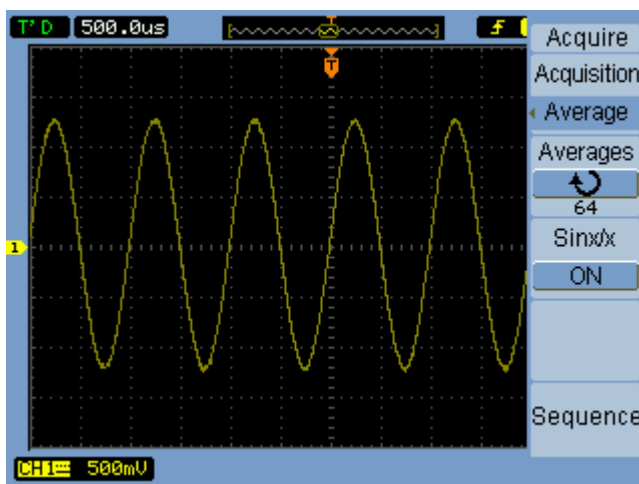 T'D 500.0us
T
Acquire
Acquisition
Average
Averages
64
Sinx/x
ON
Sequence
1
CH1 500mV